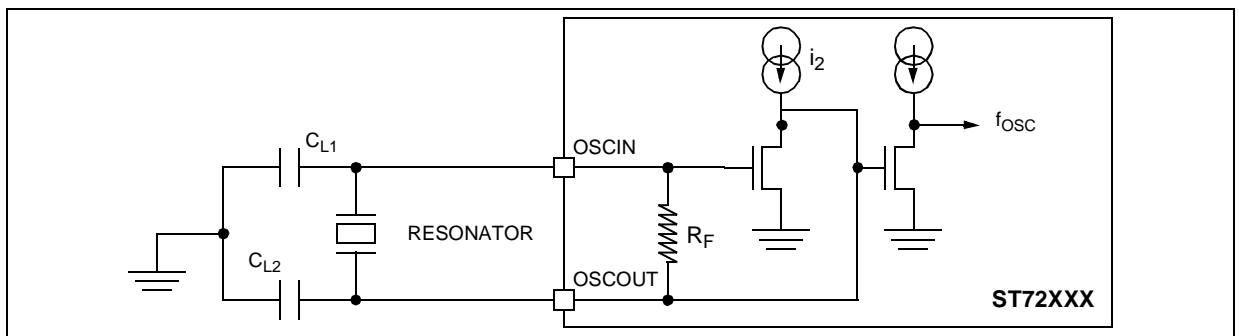 i2
fOSC
CL1
OSCIN
RESONATOR
RF
CL2
OSCOUT
ST72XXX